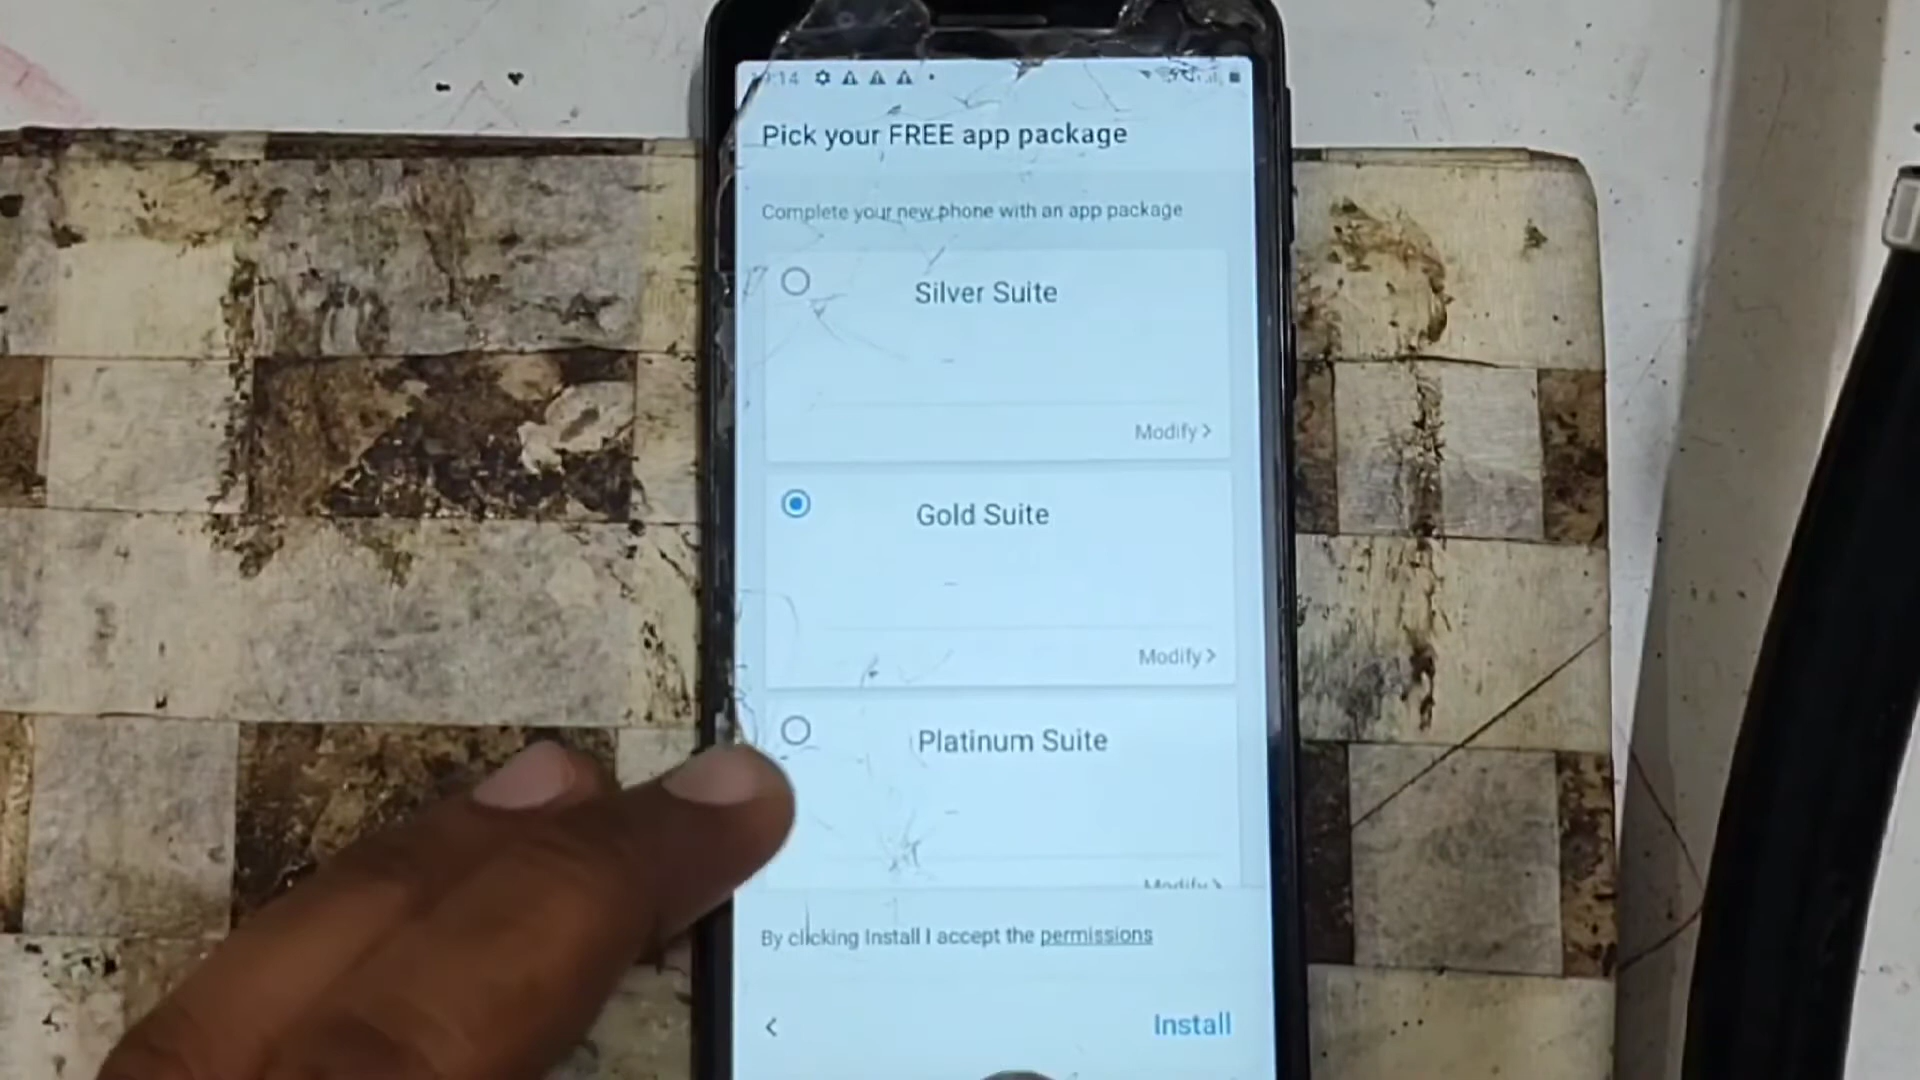 Pick your FREE app package
Complete your new phone with an app package
Silver Suite
Modify >
Gold Suite
Modify >
Platinum Suite
Modify >
By clicking Install I accept the permissions
< Install